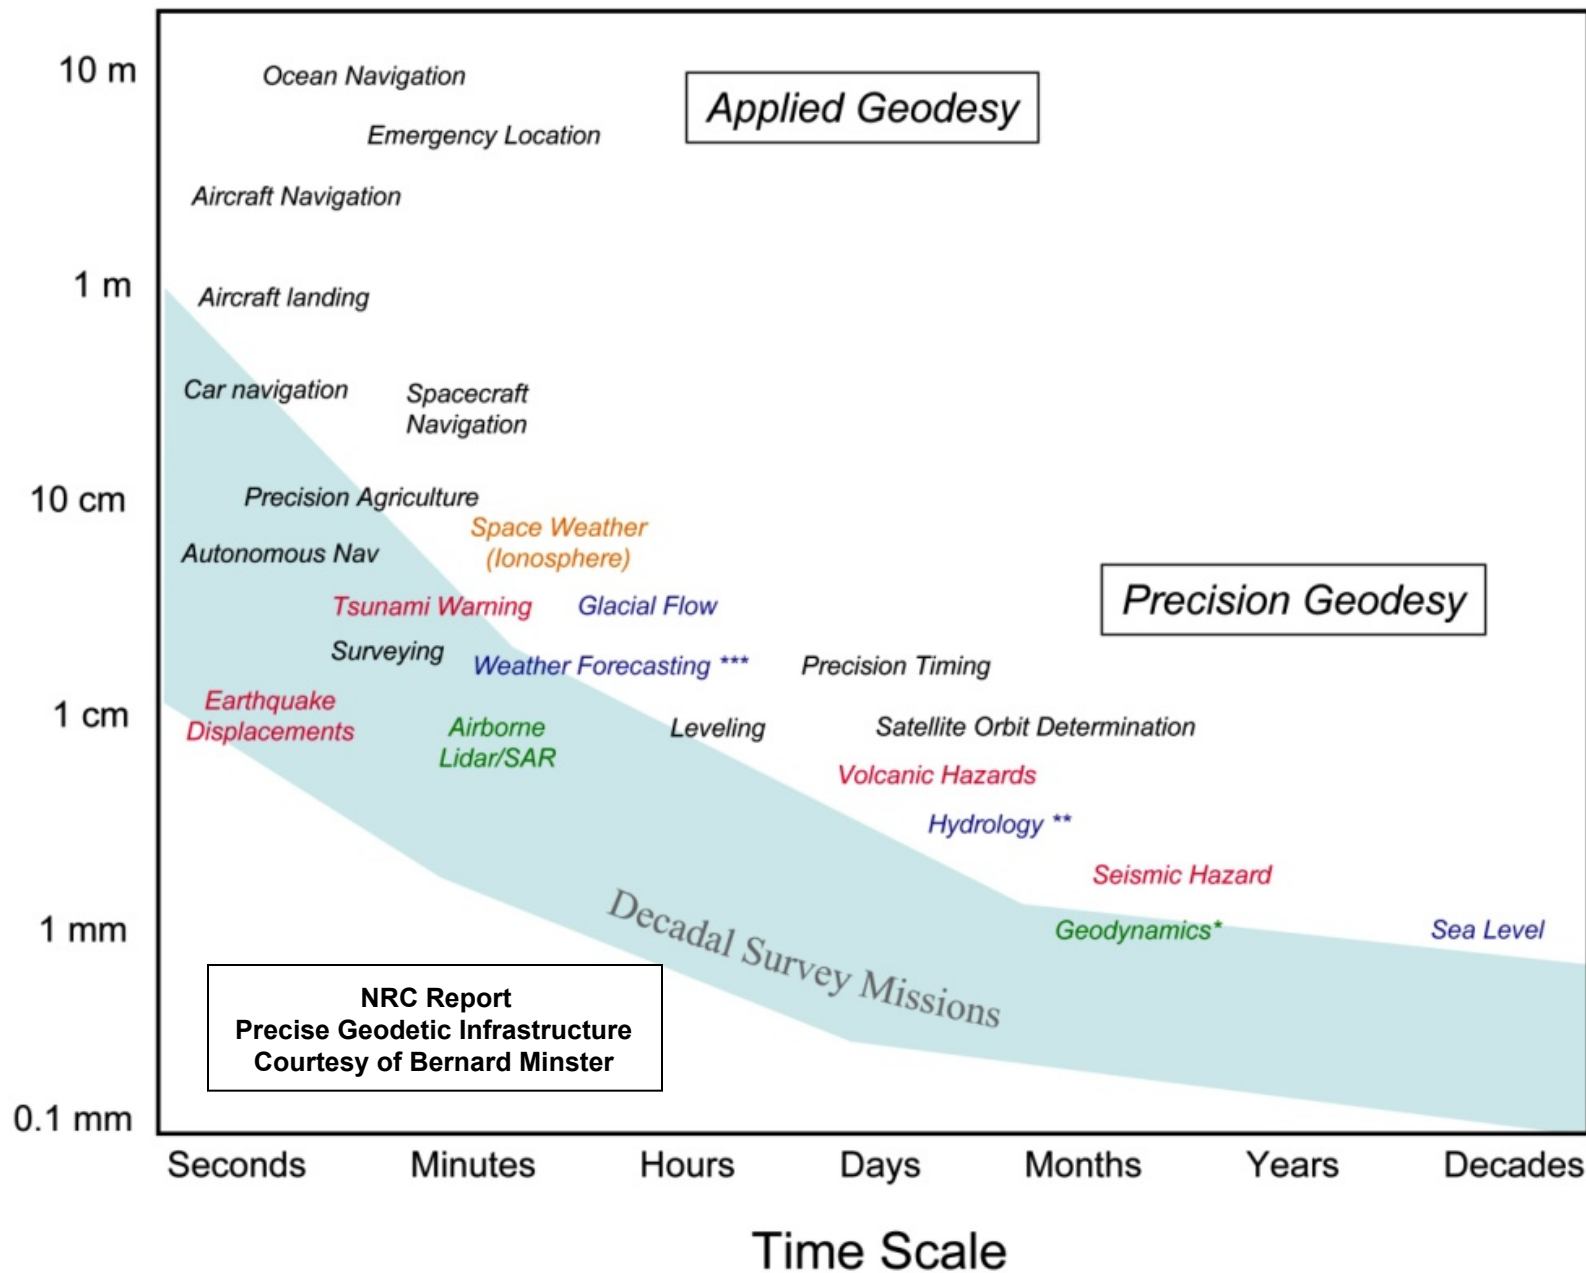 10 m
Ocean Navigation
Applied Geodesy
Emergency Location
Aircraft Navigation
1 m
Aircraft landing
Car navigation
Spacecraft
Navigation
10 cm
Precision Agriculture
Space Weather
(Ionosphere)
Autonomous Nav
Tsunami Warning
Glacial Flow
Precision Geodesy
Surveying
Weather Forecasting ***
Precision Timing
Earthquake
Displacements
1 cm
Airborne
Lidar/SAR
Leveling
Satellite Orbit Determination
Volcanic Hazards
Hydrology **
Seismic Hazard
1 mm
Geodynamics*
Sea Level
Decadal Survey Missions
NRC Report
Precise Geodetic Infrastructure
Courtesy of Bernard Minster
0.1 mm
Seconds Minutes Hours Days Months Years Decades
Time Scale